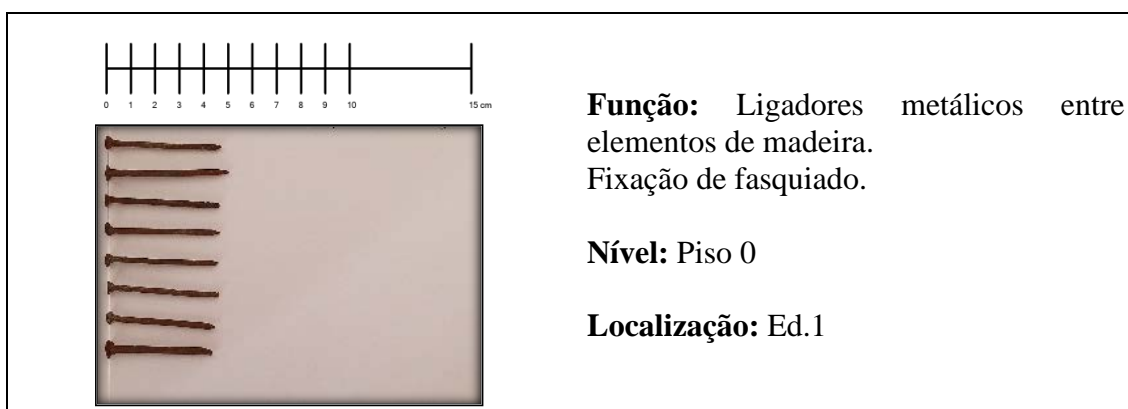 0 1 2 3 4 5 6 7 8 9 10 15 cm
Função: Ligadores metálicos entre
elementos de madeira.
Fixação de fasquiado.
Nível: Piso 0
Localização: Ed.1